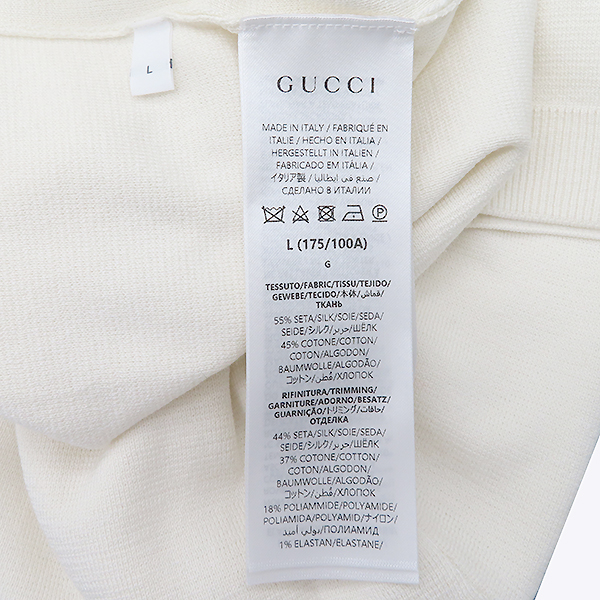 L
GUCCI
MADE IN ITALY / FABRIQUÉ EN
ITALIE / HECHO EN ITALIA /
HERGESTELLT IN ITALIEN /
FABRICADO EM ITÁLIA /
イタリア製 / صنع في إيطاليا /
СДЕЛАНО В ИТАЛИИ
P
L (175/100A)
G
TESSUTO/FABRIC/TISSU/TEJIDO/
GEWEBE/TECIDO/本体/قماش/
ТКАНЬ
55% SETA/SILK/SOIE/SEDA/
SEIDE/シルク/حرير/ШЁЛК
45% COTONE/COTTON/
COTON/ALGODON/
BAUMWOLLE/ALGODÃO/
コットン/قطن/ХЛОПОК
RIFINITURA/TRIMMING/
GARNITURE/ADORNO/BESATZ/
GUARNIÇÃO/トリミング/حافات/
ОТДЕЛКА
44% SETA/SILK/SOIE/SEDA/
SEIDE/シルク/حرير/ШЁЛК
37% COTONE/COTTON/
COTON/ALGODON/
BAUMWOLLE/ALGODÃO/
コットン/قطن/ХЛОПОК
18% POLIAMMIDE/POLYAMIDE/
POLIAMIDA/POLYAMID/ナイロン/
بولي أميد/ПОЛИАМИД
1% ELASTAN/ELASTANE/